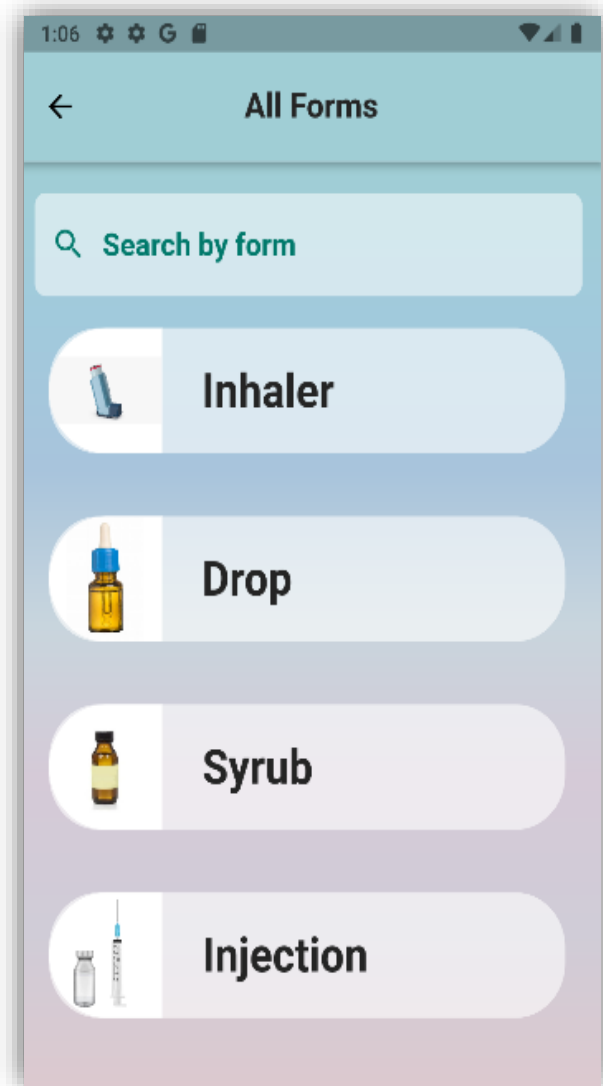 1:06 G
All Forms
Search by form
Inhaler
Drop
Syrub
Injection